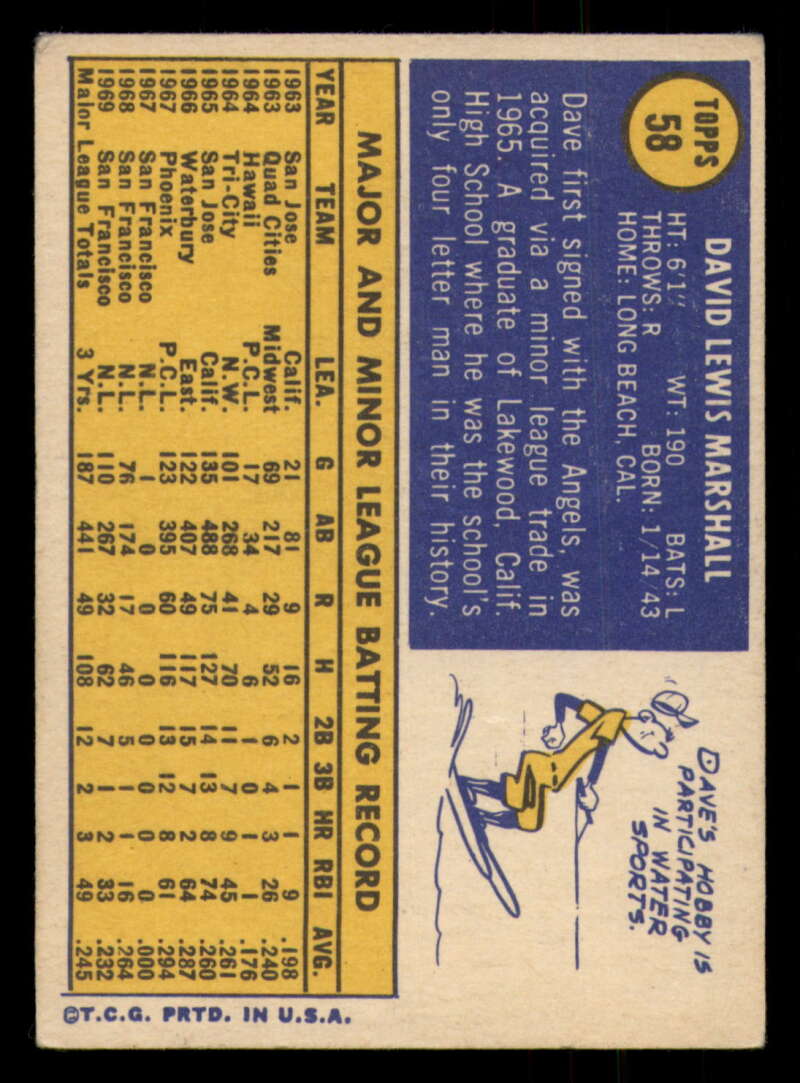 TOPPS
58
DAVID LEWIS MARSHALL
HT: 6'1" WT: 190 BATS: L
THROWS: R BORN: 1/14/43
HOME: LONG BEACH, CAL.
Dave first signed with the Angels, was
acquired via a minor league trade in
1965. A graduate of Lakewood, Calif.
High School where he was the school's
only four letter man in their history.
DAVE'S HOBBY IS
PARTICIPATING
IN WATER
SPORTS.
MAJOR AND MINOR LEAGUE BATTING RECORD
YEAR TEAM LEA. G AB R H 2B 3B HR RBI AVG.
1963 San Jose Calif. 21 81 9 16 2 1 1 9 .198
1963 Quad Cities Midwest 69 217 29 52 6 4 3 26 .240
1964 Hawaii P.C.L. 17 34 4 6 1 0 1 1 .176
1964 Tri-City N.W. 101 268 41 70 11 7 9 45 .261
1965 San Jose Calif. 135 488 75 127 14 13 8 74 .260
1966 Waterbury East. 122 407 49 117 15 7 2 64 .287
1967 Phoenix P.C.L. 123 395 60 116 13 12 8 61 .294
1967 San Francisco N.L. 1 0 0 0 0 0 0 0 .000
1968 San Francisco N.L. 76 174 17 46 5 1 1 16 .264
1969 San Francisco N.L. 110 267 32 62 7 1 2 33 .232
Major League Totals 3 Yrs. 187 441 49 108 12 2 3 49 .245
©T.C.G. PRTD. IN U.S.A.